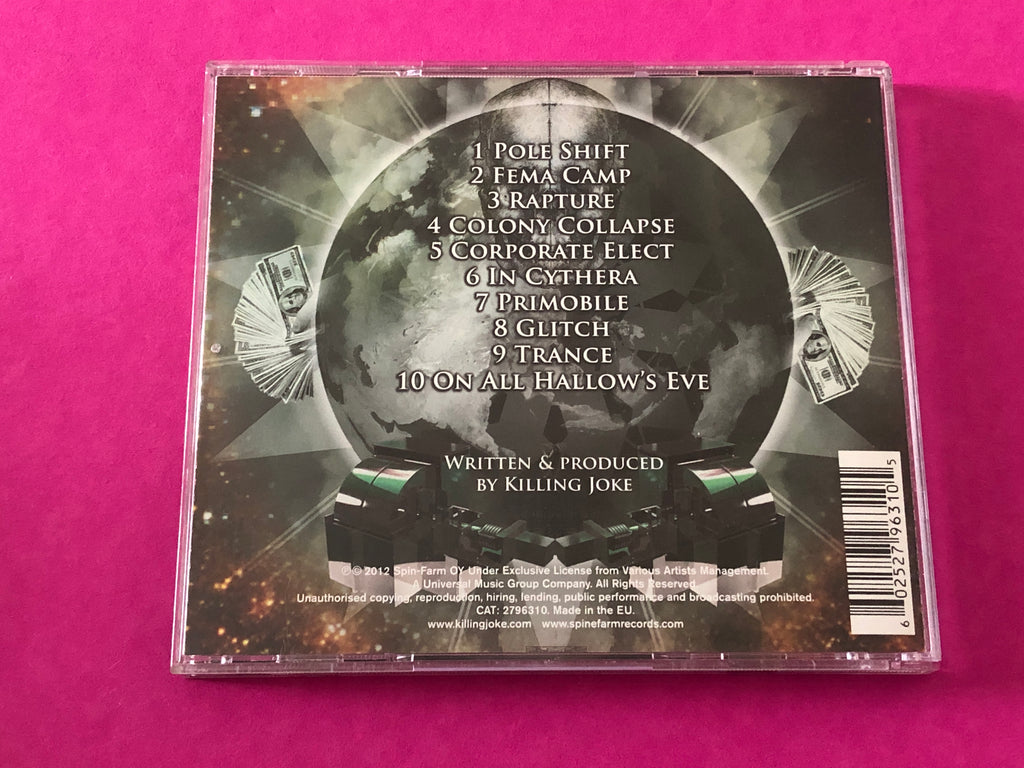 1 Pole Shift
2 Fema Camp
3 Rapture
4 Colony Collapse
5 Corporate Elect
6 In Cythera
7 Primobile
8 Glitch
9 Trance
10 On All Hallow's Eve
Written & produced
by Killing Joke
℗© 2012 Spin-Farm OY Under Exclusive License from Various Artists Management.
A Universal Music Group Company. All Rights Reserved.
Unauthorised copying, reproduction, hiring, lending, public performance and broadcasting prohibited.
CAT: 2796310. Made in the EU.
www.killingjoke.com www.spinefarmrecords.com
6 02527 96310 5